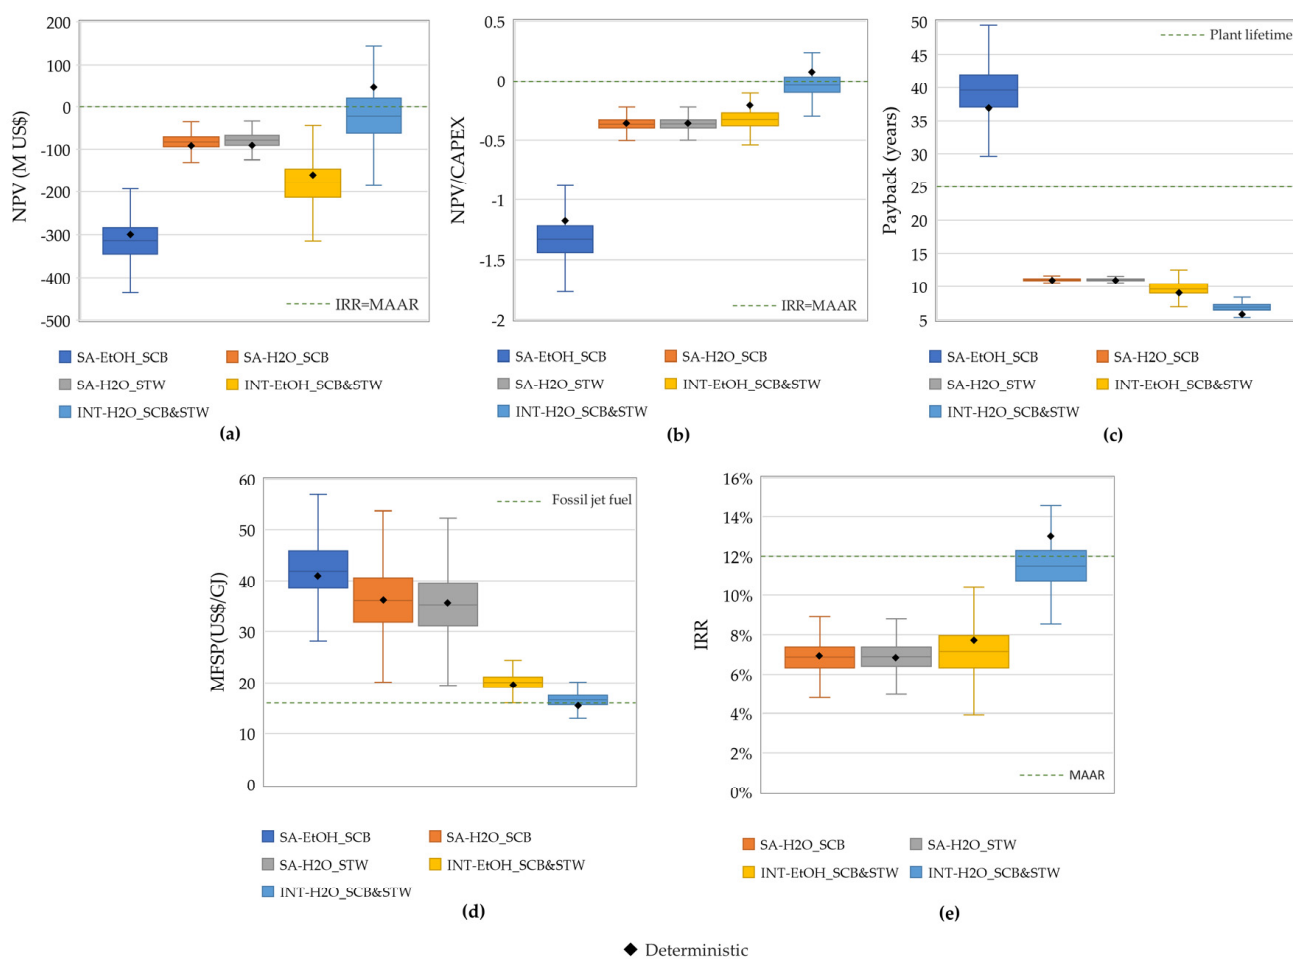 NPV (M US$)
200
100
0
-100
-200
-300
-400
-500
IRR=MAAR
SA-EtOH_SCB
SA-H2O_SCB
SA-H2O_STW
INT-EtOH_SCB&STW
INT-H2O_SCB&STW
(a)
NPV/CAPEX
0.5
0
-0.5
-1
-1.5
-2
IRR=MAAR
SA-EtOH_SCB
SA-H2O_SCB
SA-H2O_STW
INT-EtOH_SCB&STW
INT-H2O_SCB&STW
(b)
Payback (years)
50
45
40
35
30
25
20
15
10
5
Plant lifetime
SA-EtOH_SCB
SA-H2O_SCB
SA-H2O_STW
INT-EtOH_SCB&STW
INT-H2O_SCB&STW
(c)
MFSP(US$/GJ)
60
50
40
30
20
10
0
Fossil jet fuel
SA-EtOH_SCB
SA-H2O_SCB
SA-H2O_STW
INT-EtOH_SCB&STW
INT-H2O_SCB&STW
(d)
IRR
16%
14%
12%
10%
8%
6%
4%
2%
0%
MAAR
SA-H2O_SCB
SA-H2O_STW
INT-EtOH_SCB&STW
INT-H2O_SCB&STW
(e)
Deterministic